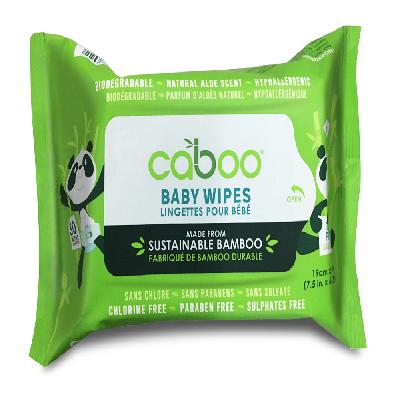 BIODEGRADABLE ~ NATURAL ALOE SCENT ~ HYPOALLERGENIC
BIODÉGRADABLE ~ PARFUM D'ALOÈS NATUREL ~ HYPOALLERGÉNIQUE
caboo®
BABY WIPES
LINGETTES POUR BÉBÉ
OPEN
MADE FROM
SUSTAINABLE BAMBOO
FABRIQUÉ DE BAMBOU DURABLE
19cm
(7.5 in. x
SANS CHLORE ~ SANS PARABENS ~ SANS SULFATE
CHLORINE FREE ~ PARABEN FREE ~ SULPHATES FREE